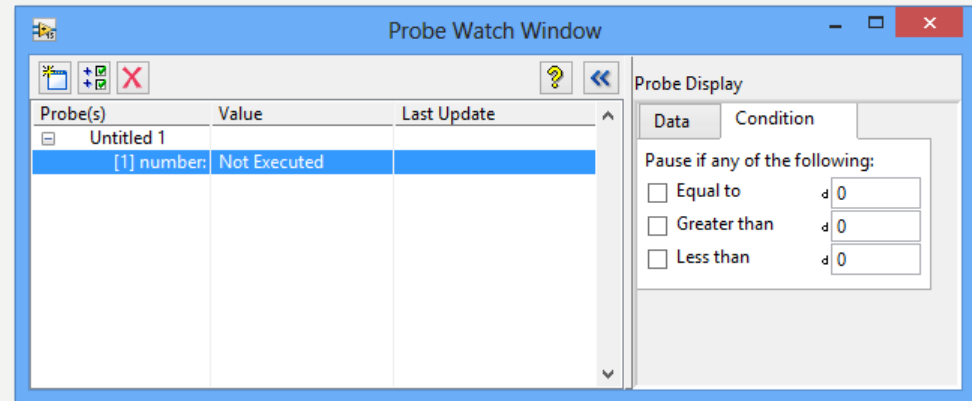 Probe Watch Window
Probe(s) Value Last Update
Untitled 1
[1] number: Not Executed
Probe Display
Data Condition
Pause if any of the following:
Equal to d 0
Greater than d 0
Less than d 0